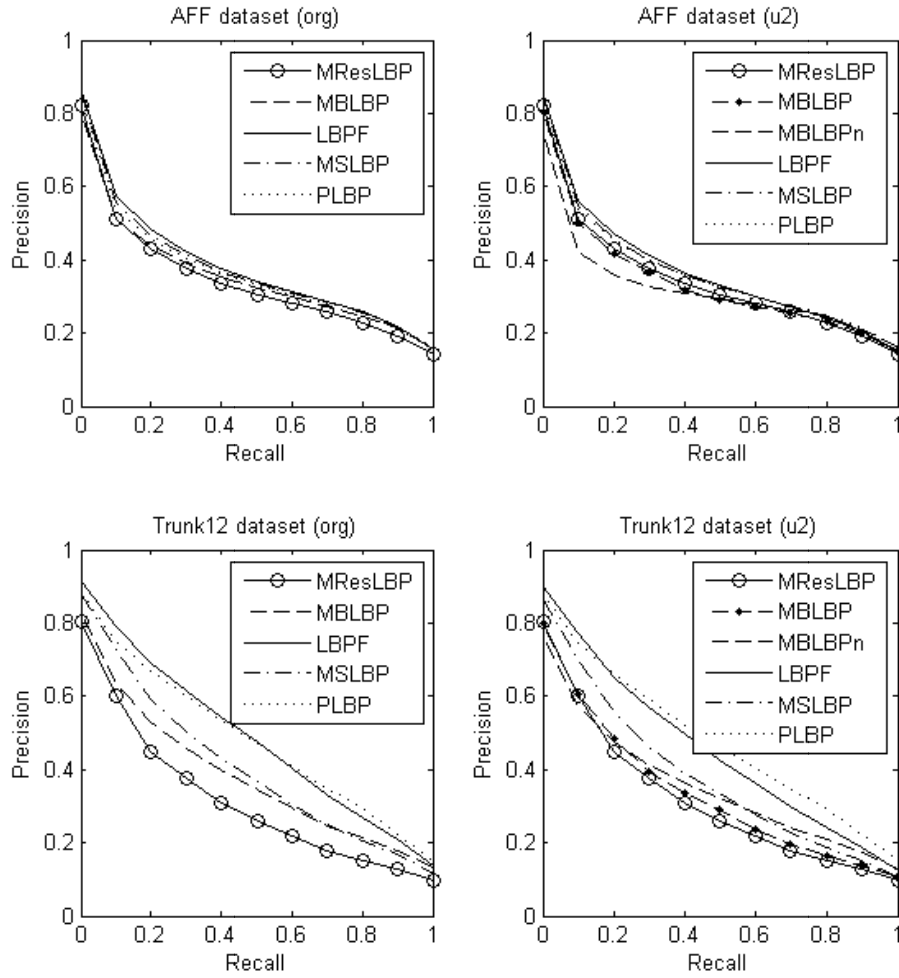 AFF dataset (org)
1
0.8
0.6
0.4
0.2
0
Precision
0 0.2 0.4 0.6 0.8 1
Recall
MResLBP
MBLBP
LBPF
MSLBP
PLBP
AFF dataset (u2)
1
0.8
0.6
0.4
0.2
0
Precision
0 0.2 0.4 0.6 0.8 1
Recall
MResLBP
MBLBP
MBLBPn
LBPF
MSLBP
PLBP
Trunk12 dataset (org)
1
0.8
0.6
0.4
0.2
0
Precision
0 0.2 0.4 0.6 0.8 1
Recall
MResLBP
MBLBP
LBPF
MSLBP
PLBP
Trunk12 dataset (u2)
1
0.8
0.6
0.4
0.2
0
Precision
0 0.2 0.4 0.6 0.8 1
Recall
MResLBP
MBLBP
MBLBPn
LBPF
MSLBP
PLBP